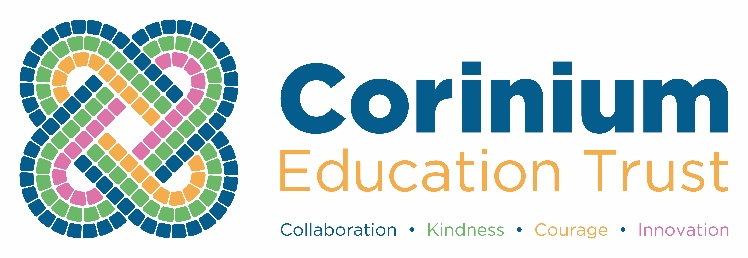 Corinium
Education Trust
Collaboration • Kindness • Courage • Innovation